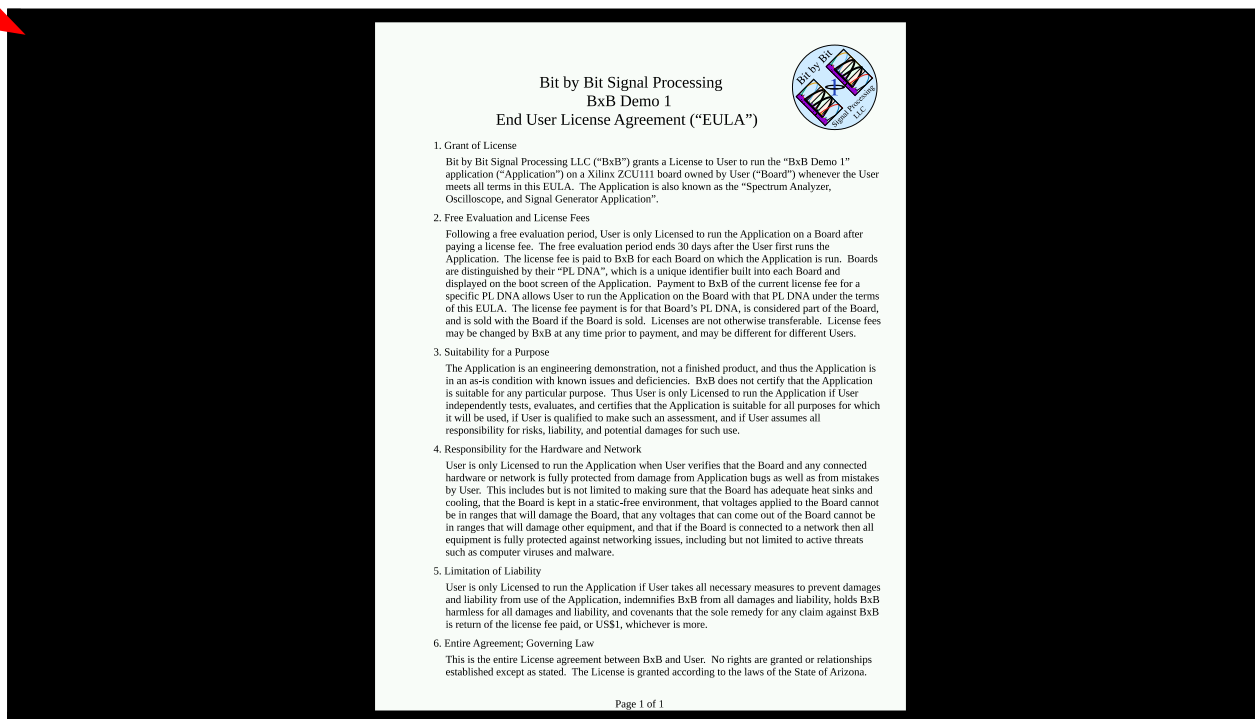 Bit by Bit
Signal Processing
LLC
Bit by Bit Signal Processing
BxB Demo 1
End User License Agreement (“EULA”)
1. Grant of License
Bit by Bit Signal Processing LLC (“BxB”) grants a License to User to run the “BxB Demo 1”
application (“Application”) on a Xilinx ZCU111 board owned by User (“Board”) whenever the User
meets all terms in this EULA.  The Application is also known as the “Spectrum Analyzer,
Oscilloscope, and Signal Generator Application”.
2. Free Evaluation and License Fees
Following a free evaluation period, User is only Licensed to run the Application on a Board after
paying a license fee.  The free evaluation period ends 30 days after the User first runs the
Application.  The license fee is paid to BxB for each Board on which the Application is run.  Boards
are distinguished by their “PL DNA”, which is a unique identifier built into each Board and
displayed on the boot screen of the Application.  Payment to BxB of the current license fee for a
specific PL DNA allows User to run the Application on the Board with that PL DNA under the terms
of this EULA.  The license fee payment is for that Board’s PL DNA, is considered part of the Board,
and is sold with the Board if the Board is sold.  Licenses are not otherwise transferable.  License fees
may be changed by BxB at any time prior to payment, and may be different for different Users.
3. Suitability for a Purpose
The Application is an engineering demonstration, not a finished product, and thus the Application is
in an as-is condition with known issues and deficiencies.  BxB does not certify that the Application
is suitable for any particular purpose.  Thus User is only Licensed to run the Application if User
independently tests, evaluates, and certifies that the Application is suitable for all purposes for which
it will be used, if User is qualified to make such an assessment, and if User assumes all
responsibility for risks, liability, and potential damages for such use.
4. Responsibility for the Hardware and Network
User is only Licensed to run the Application when User verifies that the Board and any connected
hardware or network is fully protected from damage from Application bugs as well as from mistakes
by User.  This includes but is not limited to making sure that the Board has adequate heat sinks and
cooling, that the Board is kept in a static-free environment, that voltages applied to the Board cannot
be in ranges that will damage the Board, that any voltages that can come out of the Board cannot be
in ranges that will damage other equipment, and that if the Board is connected to a network then all
equipment is fully protected against networking issues, including but not limited to active threats
such as computer viruses and malware.
5. Limitation of Liability
User is only Licensed to run the Application if User takes all necessary measures to prevent damages
and liability from use of the Application, indemnifies BxB from all damages and liability, holds BxB
harmless for all damages and liability, and covenants that the sole remedy for any claim against BxB
is return of the license fee paid, or US$1, whichever is more.
6. Entire Agreement; Governing Law
This is the entire License agreement between BxB and User.  No rights are granted or relationships
established except as stated.  The License is granted according to the laws of the State of Arizona.
Page 1 of 1